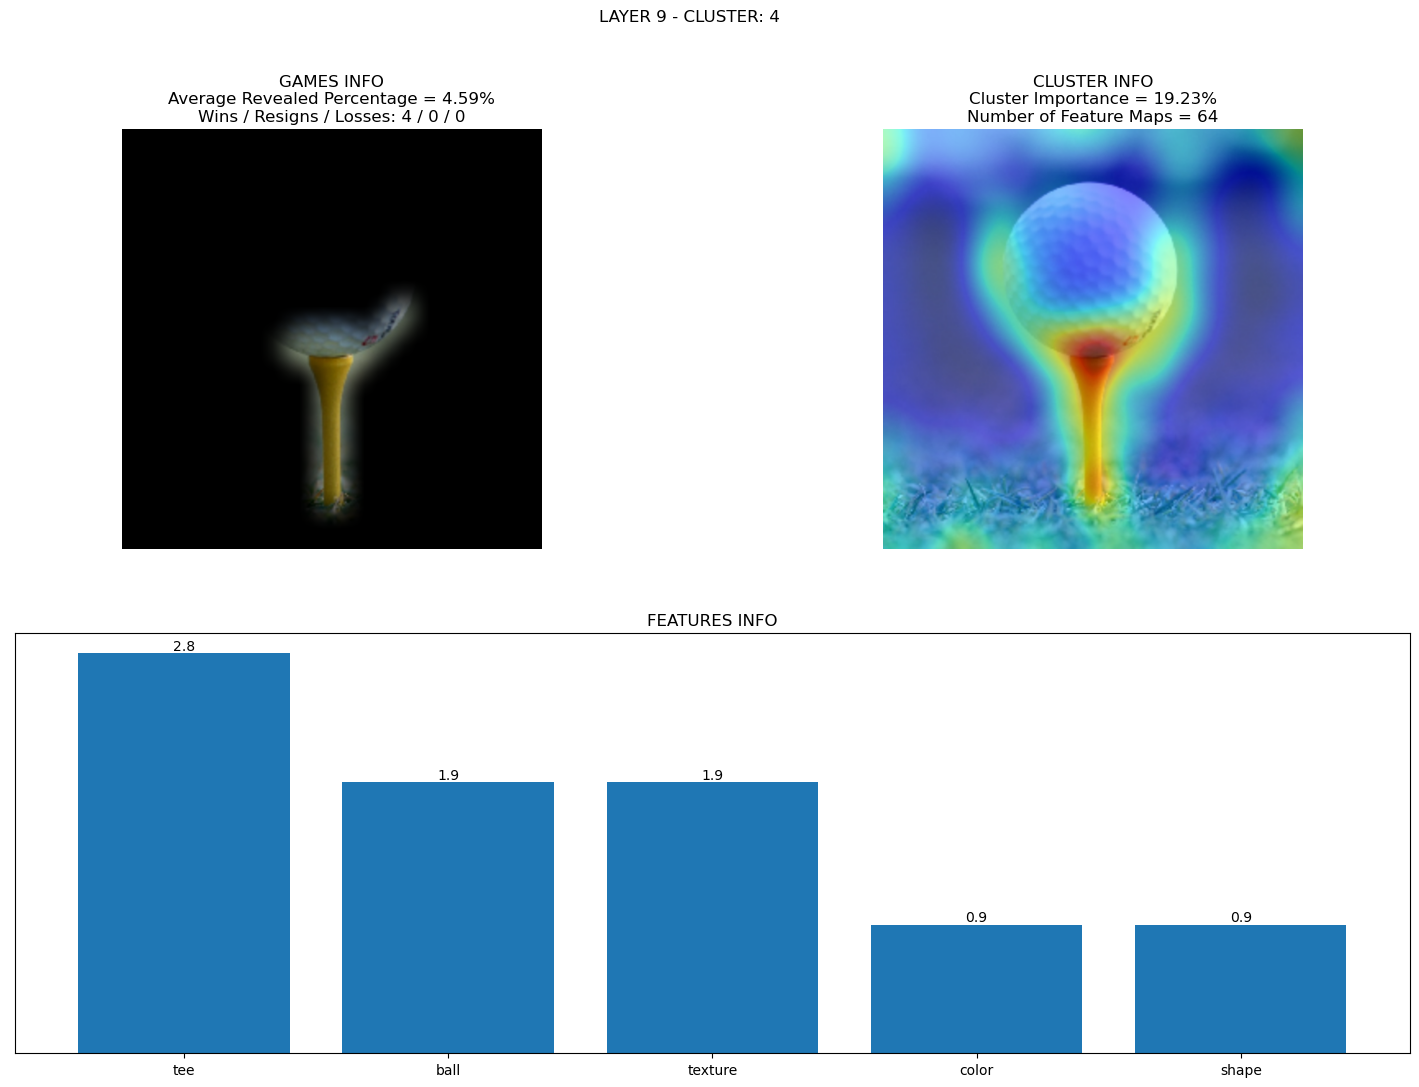 LAYER 9 - CLUSTER: 4
GAMES INFO
Average Revealed Percentage = 4.59%
Wins / Resigns / Losses: 4 / 0 / 0
CLUSTER INFO
Cluster Importance = 19.23%
Number of Feature Maps = 64
FEATURES INFO
2.8
1.9
1.9
0.9
0.9
tee
ball
texture
color
shape